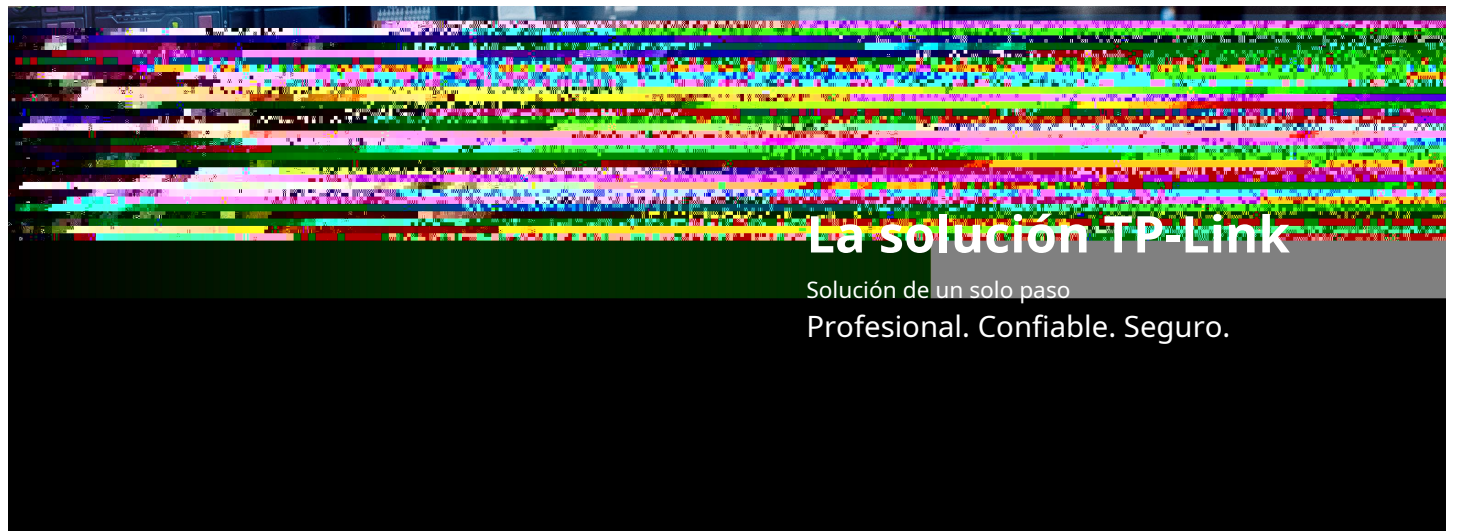 La solución TP-Link
Solución de un solo paso
Profesional. Confiable. Seguro.